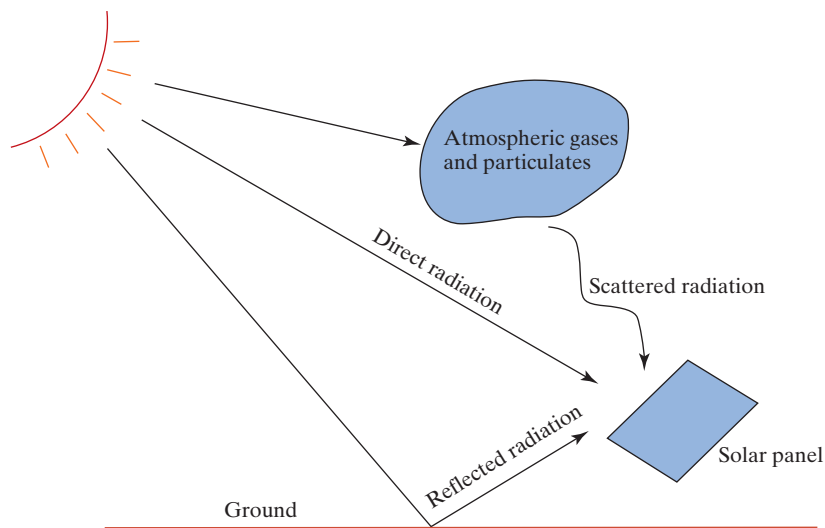 Atmospheric gases
and particulates
Direct radiation
Scattered radiation
Reflected radiation
Solar panel
Ground